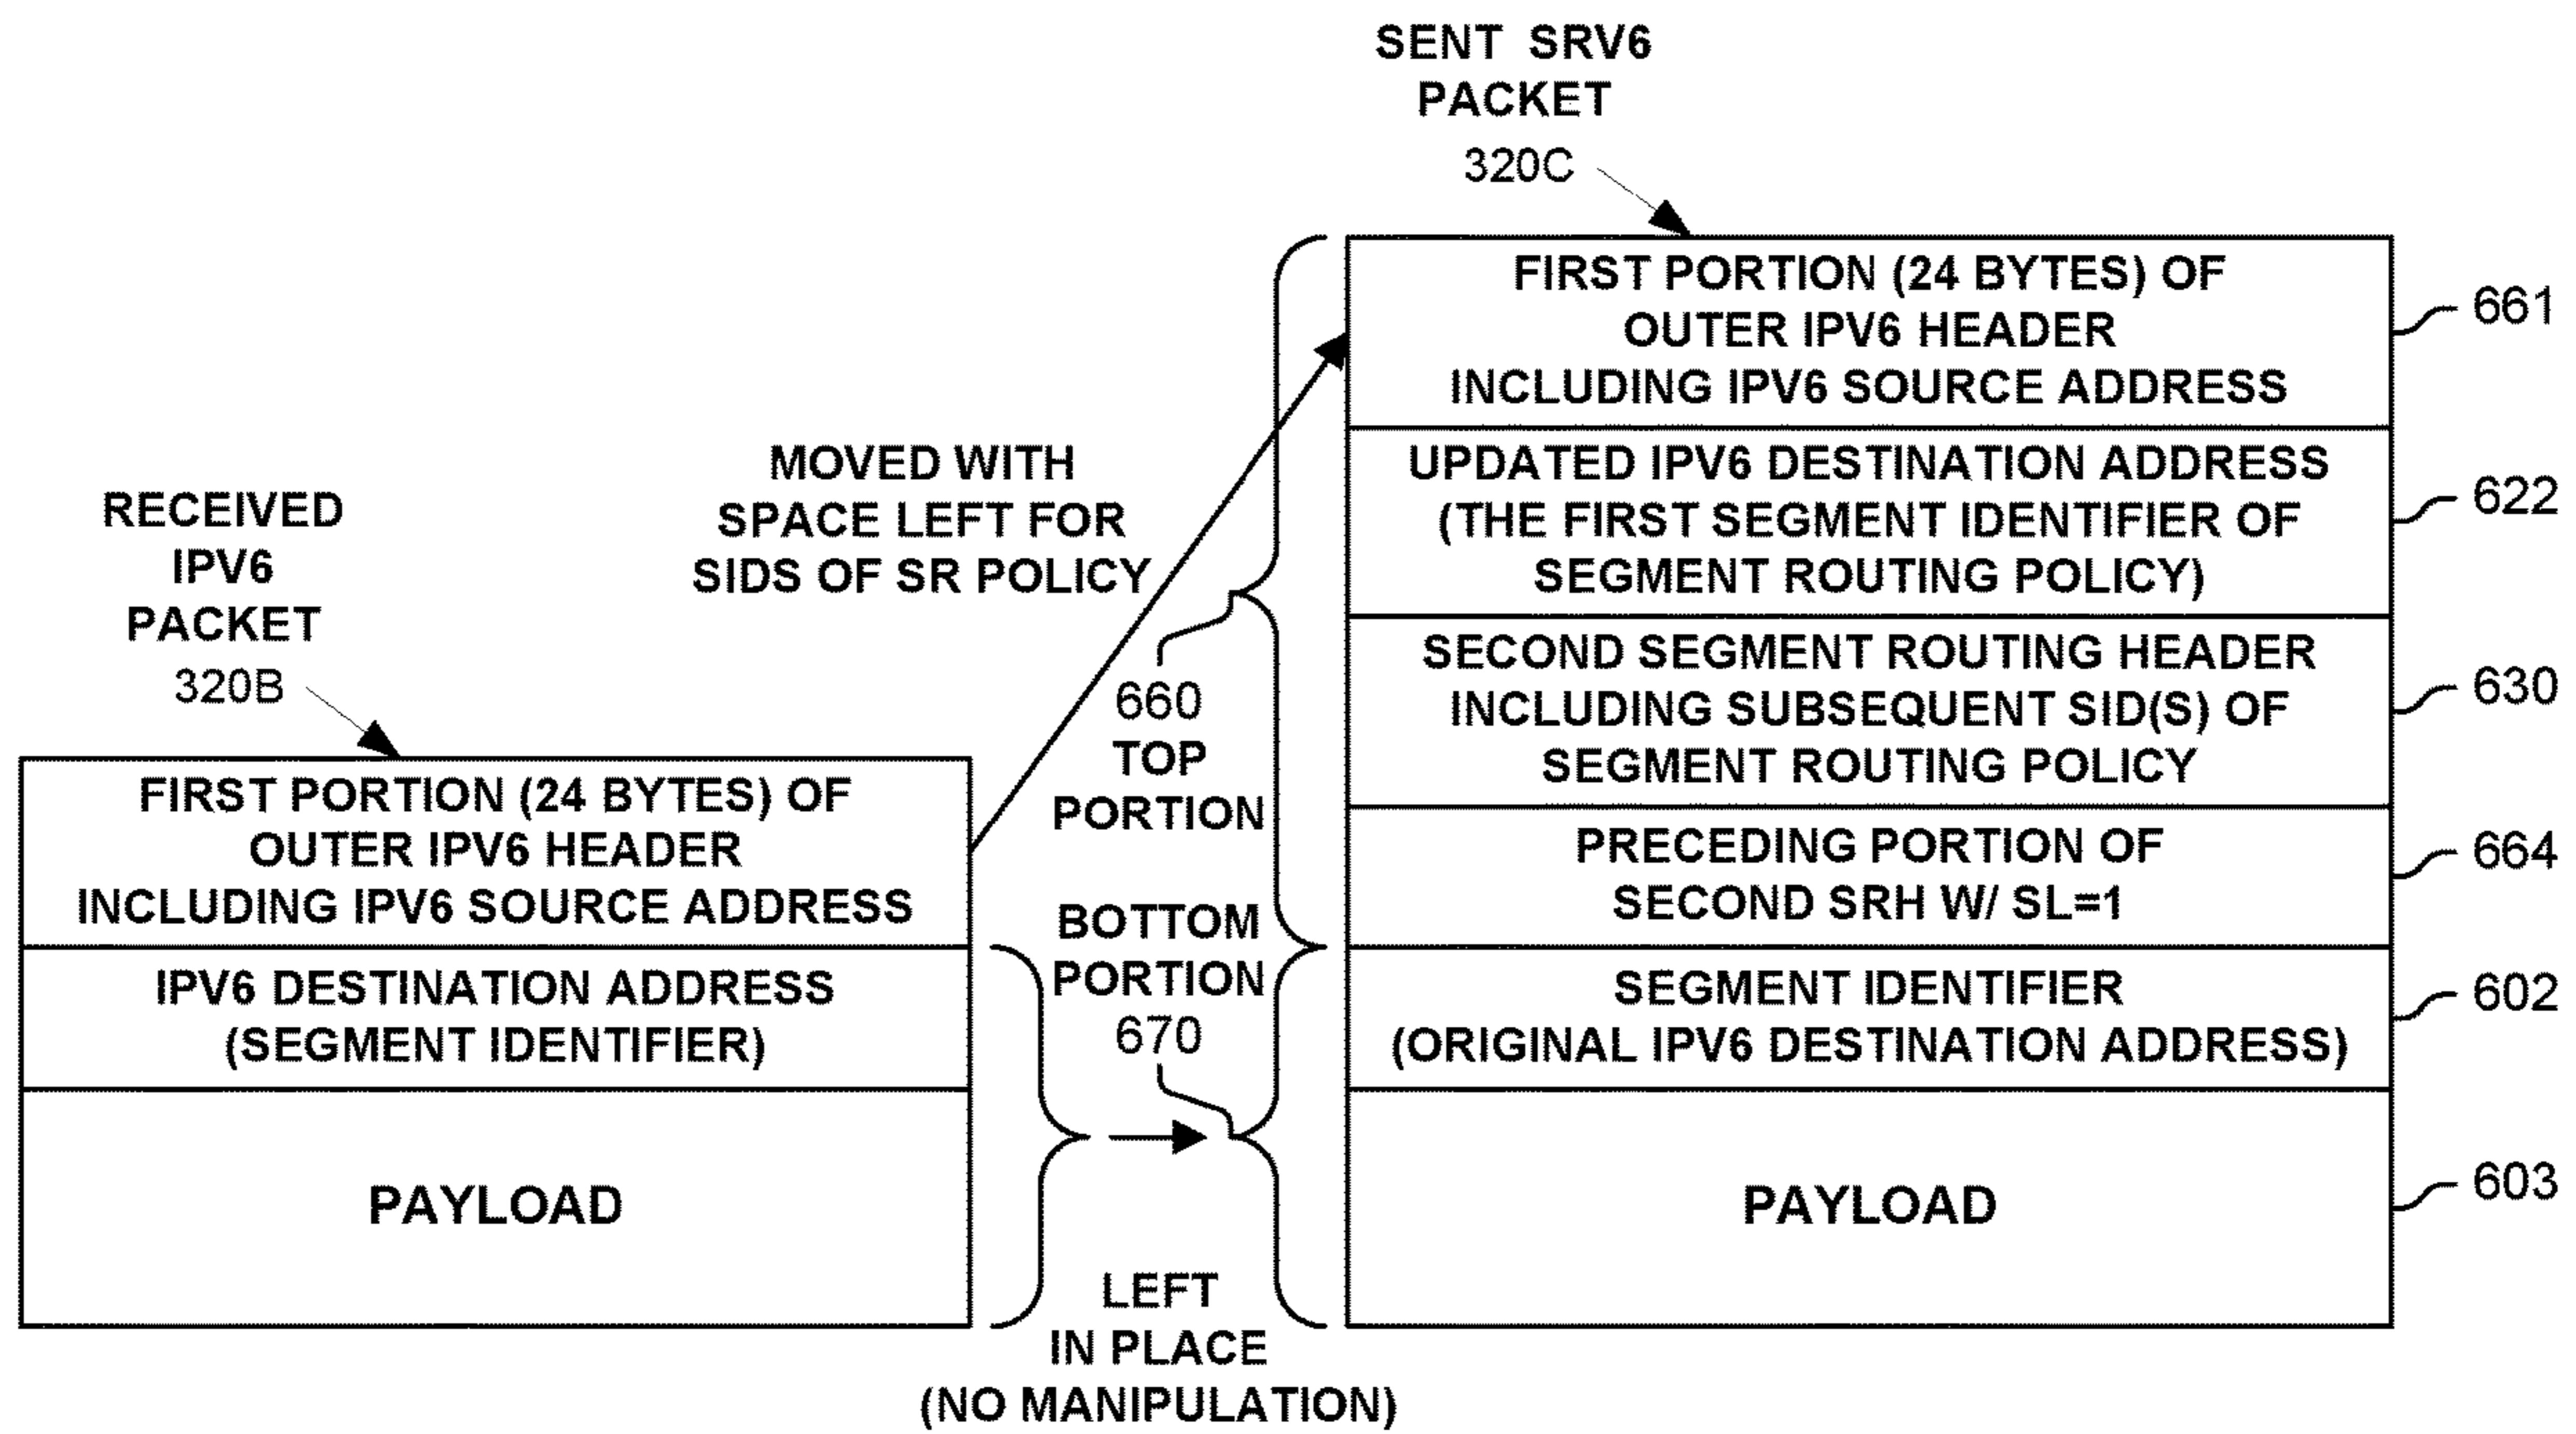 SENT SRV6
PACKET
320C
RECEIVED
IPV6
PACKET
320B
MOVED WITH
SPACE LEFT FOR
SIDS OF SR POLICY
FIRST PORTION (24 BYTES) OF
OUTER IPV6 HEADER
INCLUDING IPV6 SOURCE ADDRESS
IPV6 DESTINATION ADDRESS
(SEGMENT IDENTIFIER)
PAYLOAD
660
TOP
PORTION
BOTTOM
PORTION
670
LEFT
IN PLACE
(NO MANIPULATION)
FIRST PORTION (24 BYTES) OF
OUTER IPV6 HEADER
INCLUDING IPV6 SOURCE ADDRESS
661
UPDATED IPV6 DESTINATION ADDRESS
(THE FIRST SEGMENT IDENTIFIER OF
SEGMENT ROUTING POLICY)
622
SECOND SEGMENT ROUTING HEADER
INCLUDING SUBSEQUENT SID(S) OF
SEGMENT ROUTING POLICY
630
PRECEDING PORTION OF
SECOND SRH W/ SL=1
664
SEGMENT IDENTIFIER
(ORIGINAL IPV6 DESTINATION ADDRESS)
602
PAYLOAD
603